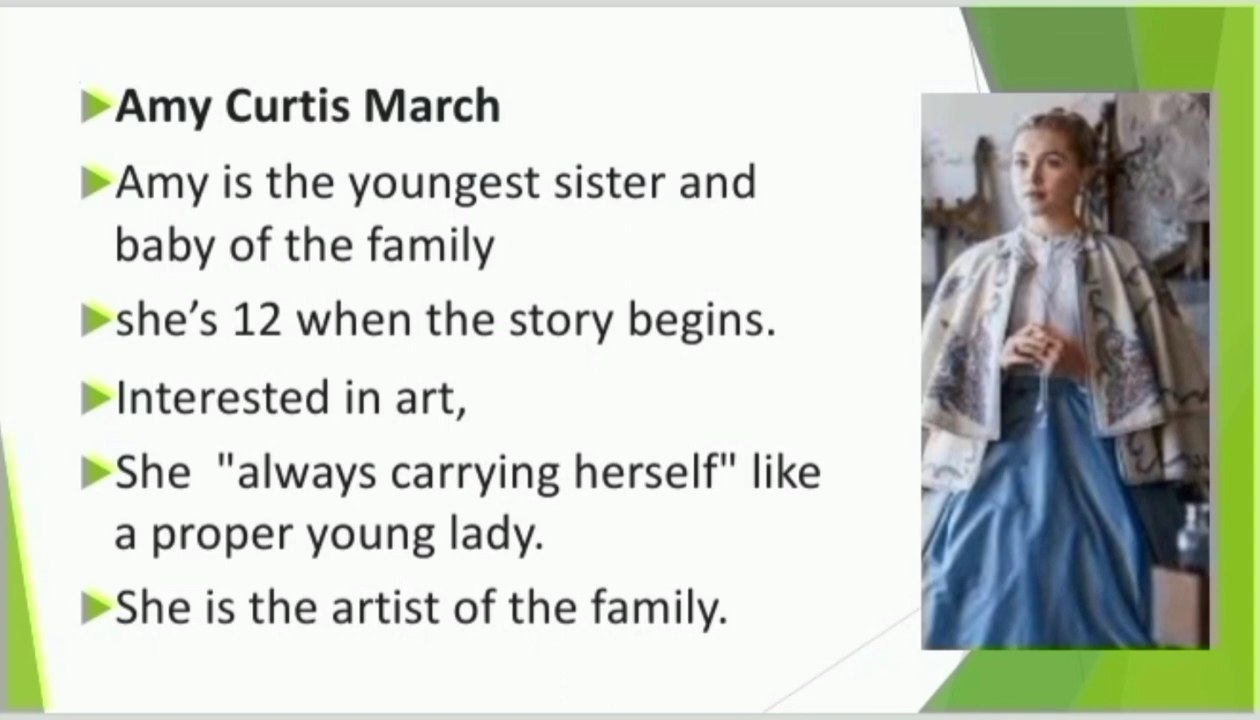 Amy Curtis March
Amy is the youngest sister and
baby of the family
she’s 12 when the story begins.
Interested in art,
She  "always carrying herself" like
a proper young lady.
She is the artist of the family.